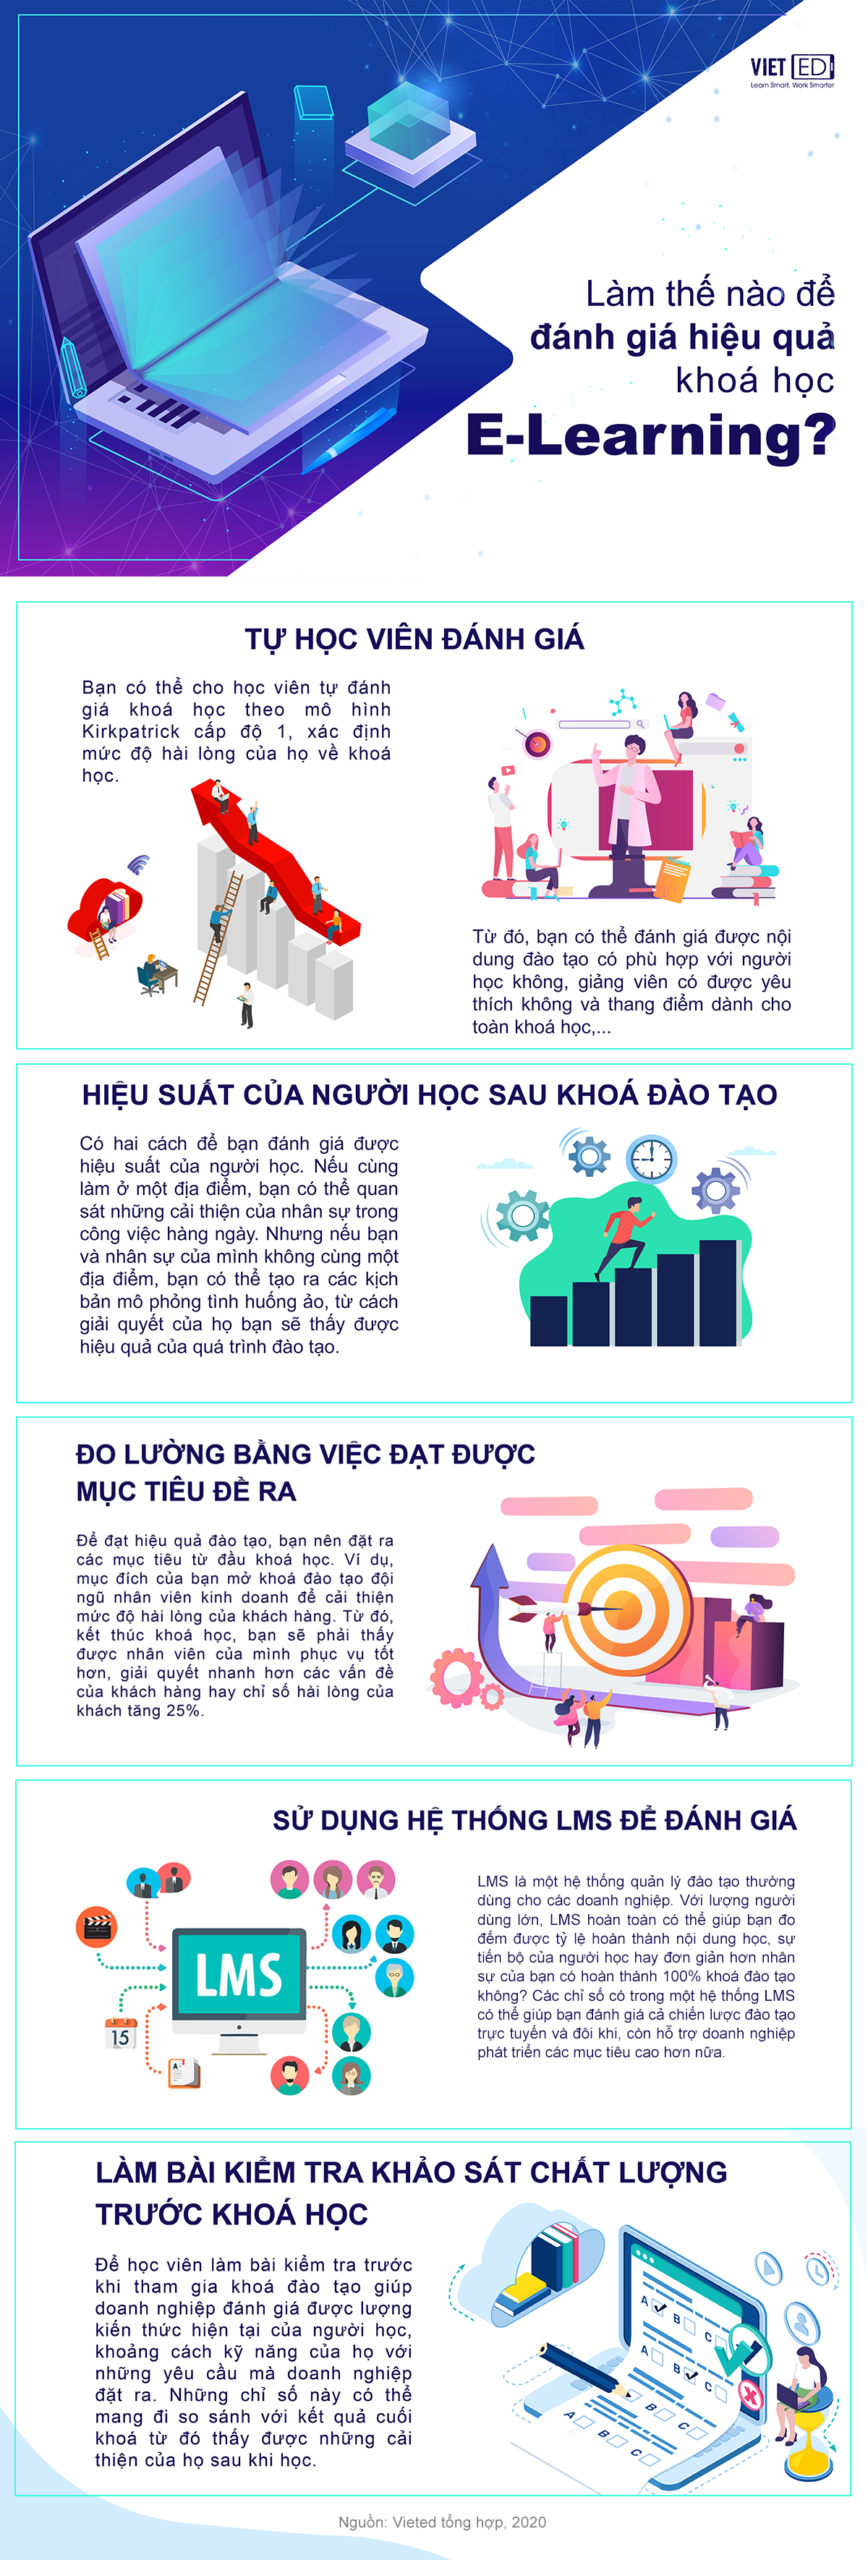 VIET ED
Learn Smart, Work Smarter
Làm thế nào để
đánh giá hiệu quả
khoá học
E-Learning?
TỰ HỌC VIÊN ĐÁNH GIÁ
Bạn có thể cho học viên tự đánh
giá khoá học theo mô hình
Kirkpatrick cấp độ 1, xác định
mức độ hài lòng của họ về khoá
học.
Từ đó, bạn có thể đánh giá được nội
dung đào tạo có phù hợp với người
học không, giảng viên có được yêu
thích không và thang điểm dành cho
toàn khoá học,...
HIỆU SUẤT CỦA NGƯỜI HỌC SAU KHOÁ ĐÀO TẠO
Có hai cách để bạn đánh giá được
hiệu suất của người học. Nếu cùng
làm ở một địa điểm, bạn có thể quan
sát những cải thiện của nhân sự trong
công việc hàng ngày. Nhưng nếu bạn
và nhân sự của mình không cùng một
địa điểm, bạn có thể tạo ra các kịch
bản mô phỏng tình huống ảo, từ cách
giải quyết của họ bạn sẽ thấy được
hiệu quả của quá trình đào tạo.
ĐO LƯỜNG BẰNG VIỆC ĐẠT ĐƯỢC
MỤC TIÊU ĐỀ RA
Để đạt hiệu quả đào tạo, bạn nên đặt ra
các mục tiêu từ đầu khoá học. Ví dụ,
mục đích của bạn mở khoá đào tạo đội
ngũ nhân viên kinh doanh để cải thiện
mức độ hài lòng của khách hàng. Từ đó,
kết thúc khoá học, bạn sẽ phải thấy
được nhân viên của mình phục vụ tốt
hơn, giải quyết nhanh hơn các vấn đề
của khách hàng hay chỉ số hài lòng của
khách tăng 25%.
SỬ DỤNG HỆ THỐNG LMS ĐỂ ĐÁNH GIÁ
LMS
15
A
LMS là một hệ thống quản lý đào tạo thường
dùng cho các doanh nghiệp. Với lượng người
dùng lớn, LMS hoàn toàn có thể giúp bạn đo
đếm được tỷ lệ hoàn thành nội dung học, sự
tiến bộ của người học hay đơn giản hơn nhân
sự của bạn có hoàn thành 100% khoá đào tạo
không? Các chỉ số có trong một hệ thống LMS
có thể giúp bạn đánh giá cả chiến lược đào tạo
trực tuyến và đôi khi, còn hỗ trợ doanh nghiệp
phát triển các mục tiêu cao hơn nữa.
LÀM BÀI KIỂM TRA KHẢO SÁT CHẤT LƯỢNG
TRƯỚC KHOÁ HỌC
Để học viên làm bài kiểm tra trước
khi tham gia khoá đào tạo giúp
doanh nghiệp đánh giá được lượng
kiến thức hiện tại của người học,
khoảng cách kỹ năng của họ với
những yêu cầu mà doanh nghiệp
đặt ra. Những chỉ số này có thể
mang đi so sánh với kết quả cuối
khoá từ đó thấy được những cải
thiện của họ sau khi học.
A B C
A B C
A B C
A B C
Nguồn: Vieted tổng hợp, 2020